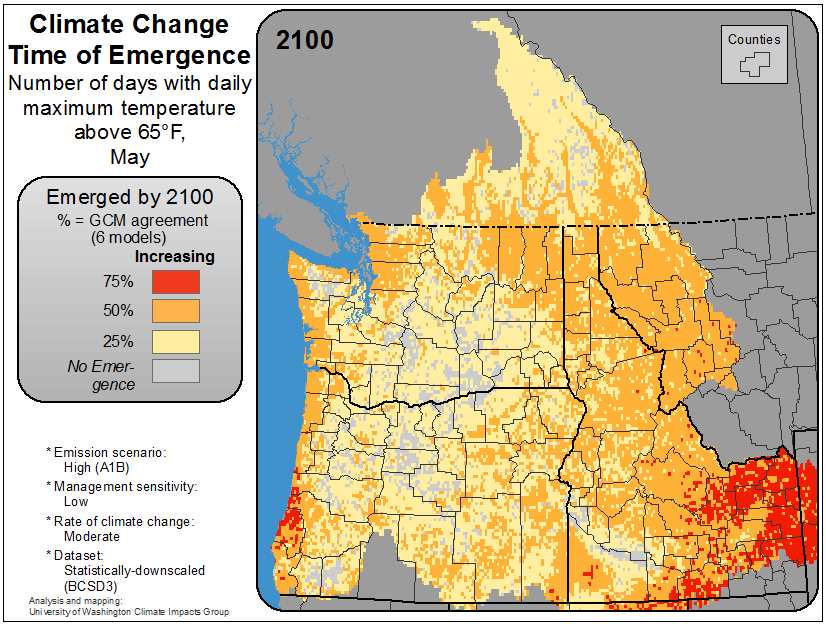 Climate Change
Time of Emergence
Number of days with daily
maximum temperature
above 65°F,
May
2100
Counties
Emerged by 2100
% = GCM agreement
(6 models)
Increasing
75%
50%
25%
No Emer-
gence
* Emission scenario:
High (A1B)
* Management sensitivity:
Low
* Rate of climate change:
Moderate
* Dataset:
Statistically-downscaled
(BCSD3)
Analysis and mapping:
University of Washington Climate Impacts Group